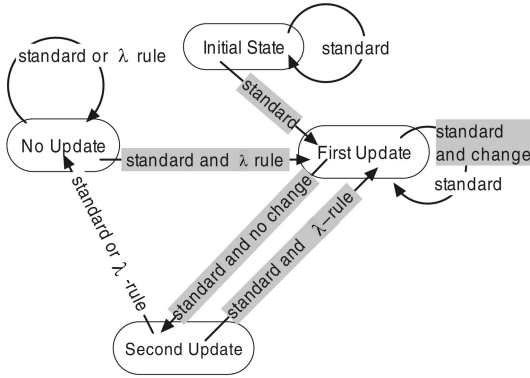 Initial State
standard
standard or λ rule
standard
No Update
standard and λ rule
First Update
standard
and change
standard
standard or λ -rule
standard and no change
standard and λ–rule
Second Update